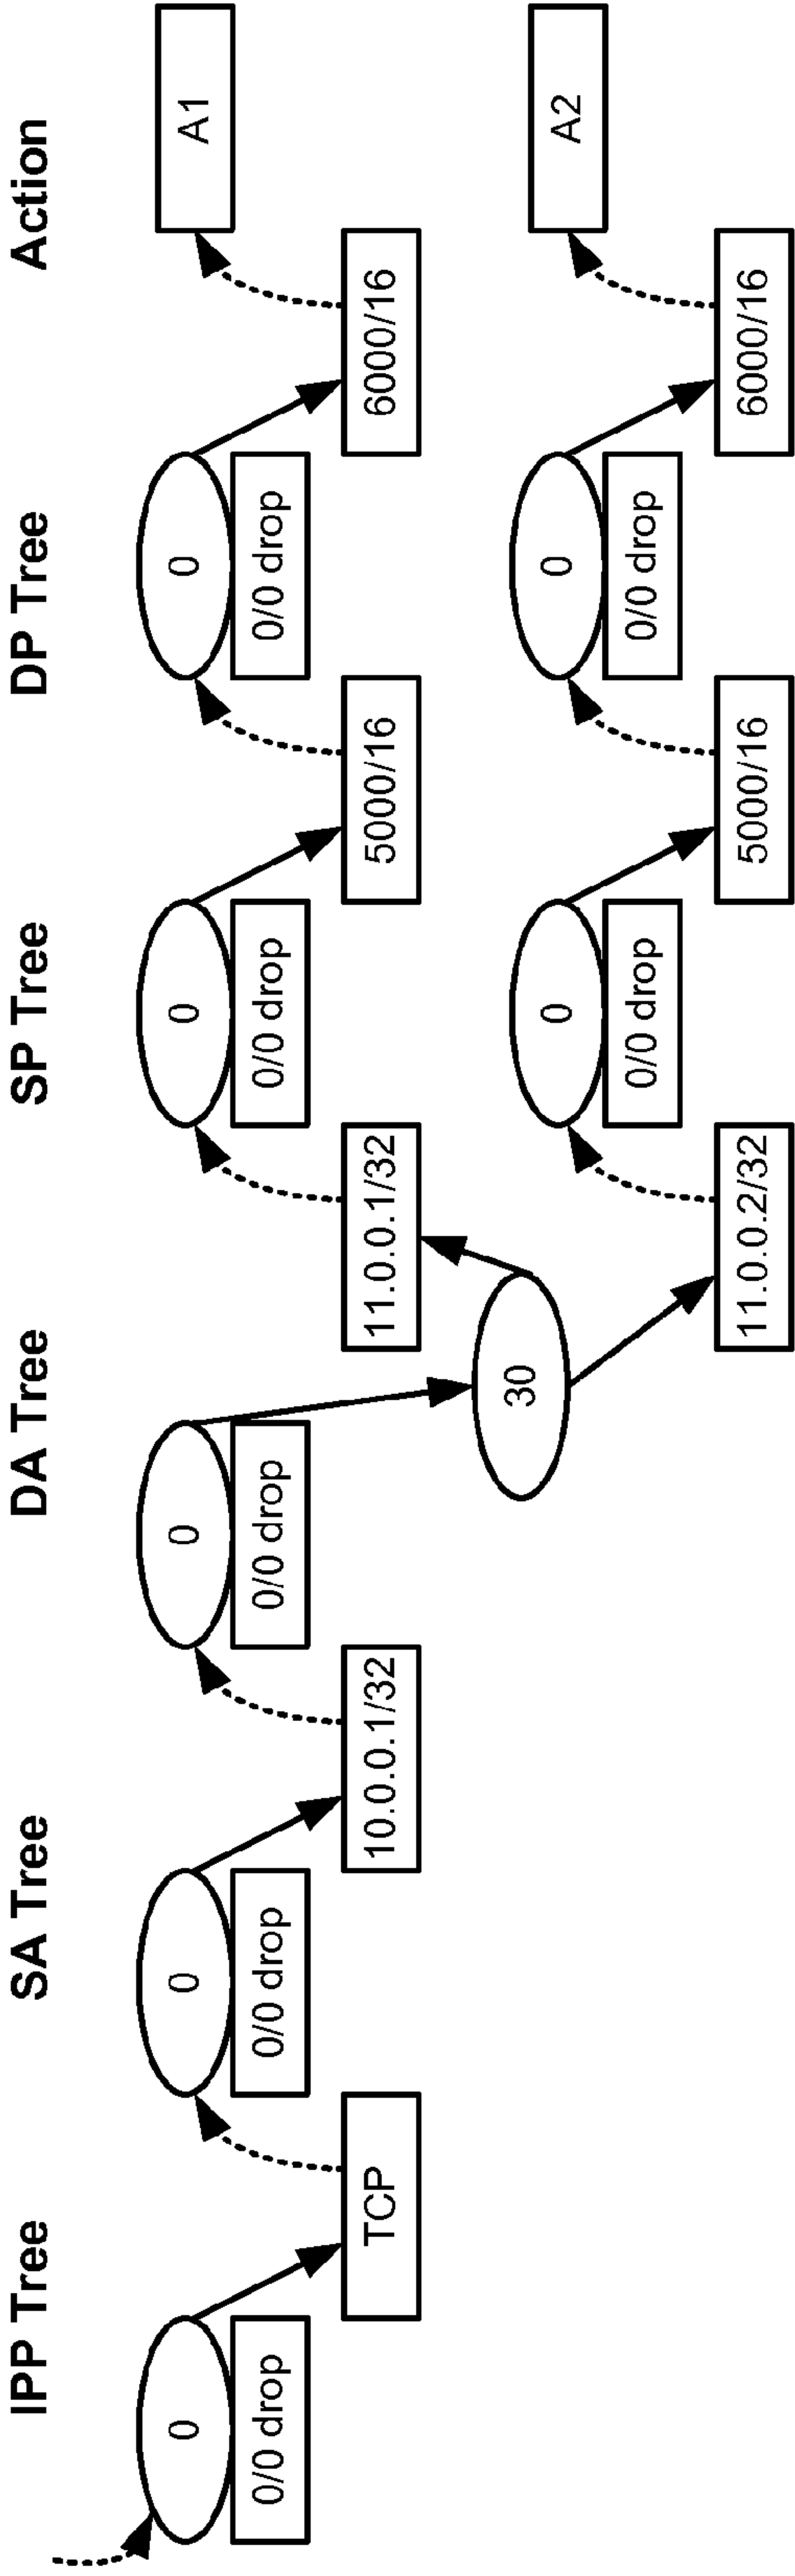 IPP Tree
SA Tree
DA Tree
SP Tree
DP Tree
Action
0
0/0 drop
TCP
0
0/0 drop
10.0.0.1/32
0
0/0 drop
30
11.0.0.1/32
0
0/0 drop
5000/16
0
0/0 drop
6000/16
A1
11.0.0.2/32
0
0/0 drop
5000/16
0
0/0 drop
6000/16
A2